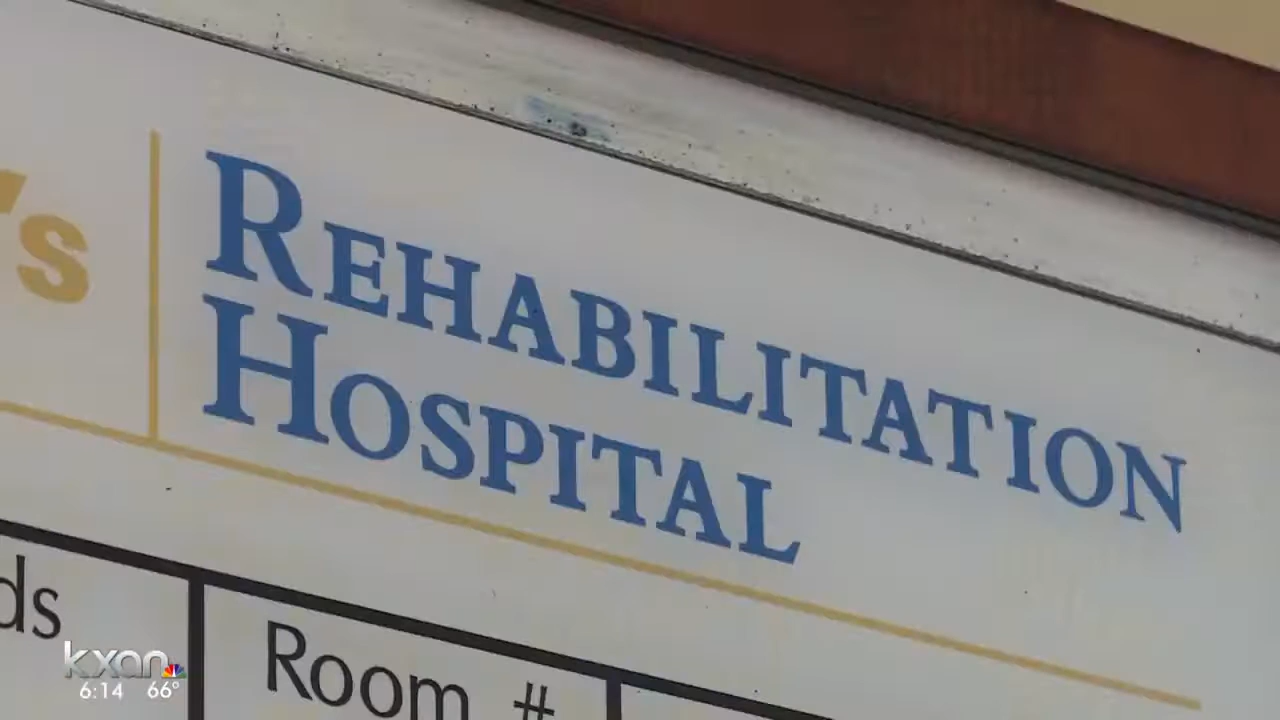 's
REHABILITATION
HOSPITAL
ds
Room #
kxan
6:14 66°